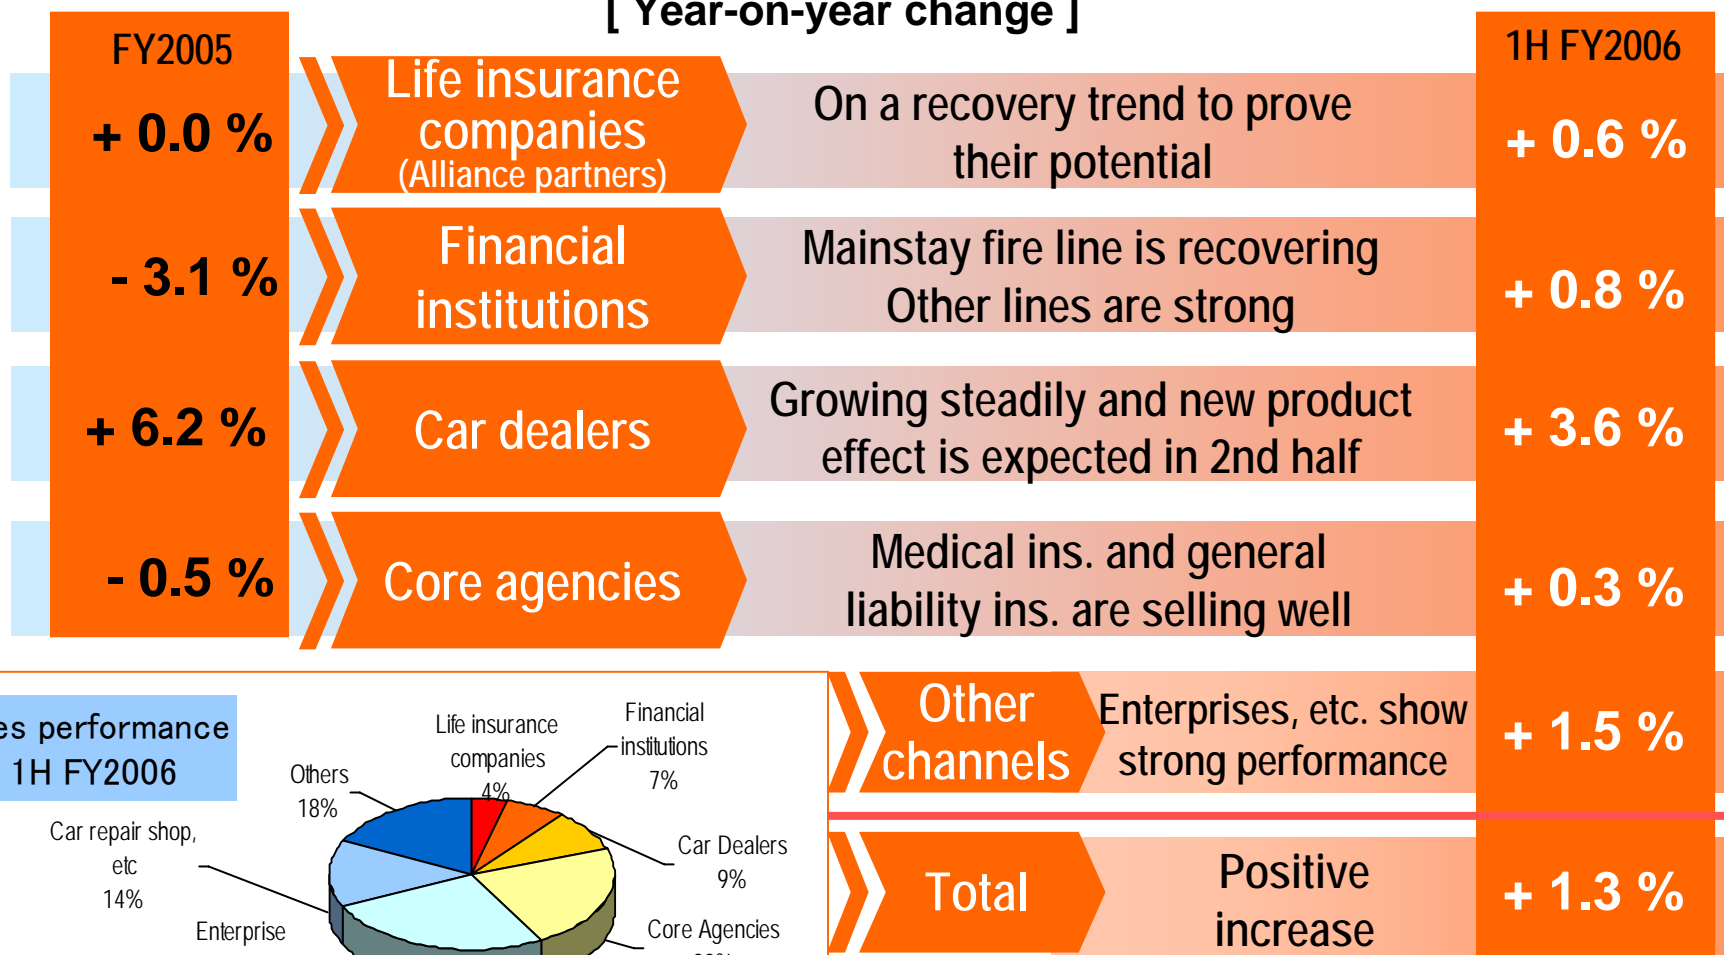 [ Year-on-year change ]
FY2005
1H FY2006
+ 0.0 %
Life insurance
companies
(Alliance partners)
On a recovery trend to prove
their potential
+ 0.6 %
- 3.1 %
Financial
institutions
Mainstay fire line is recovering
Other lines are strong
+ 0.8 %
+ 6.2 %
Car dealers
Growing steadily and new product
effect is expected in 2nd half
+ 3.6 %
- 0.5 %
Core agencies
Medical ins. and general
liability ins. are selling well
+ 0.3 %
Other
channels
Enterprises, etc. show
strong performance
+ 1.5 %
Total
Positive
increase
+ 1.3 %
performance
1H FY2006
Life insurance
companies
4%
Financial
institutions
7%
Car Dealers
9%
Core Agencies
Enterprise
Car repair shop,
etc
14%
Others
18%